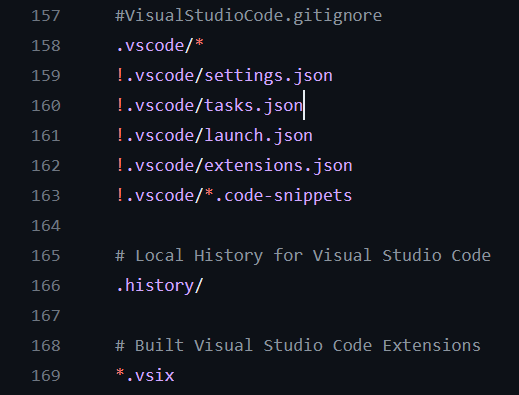 157 #VisualStudioCode.gitignore
158 .vscode/*
159 !.vscode/settings.json
160 !.vscode/tasks.json
161 !.vscode/launch.json
162 !.vscode/extensions.json
163 !.vscode/*.code-snippets
164
165 # Local History for Visual Studio Code
166 .history/
167
168 # Built Visual Studio Code Extensions
169 *.vsix